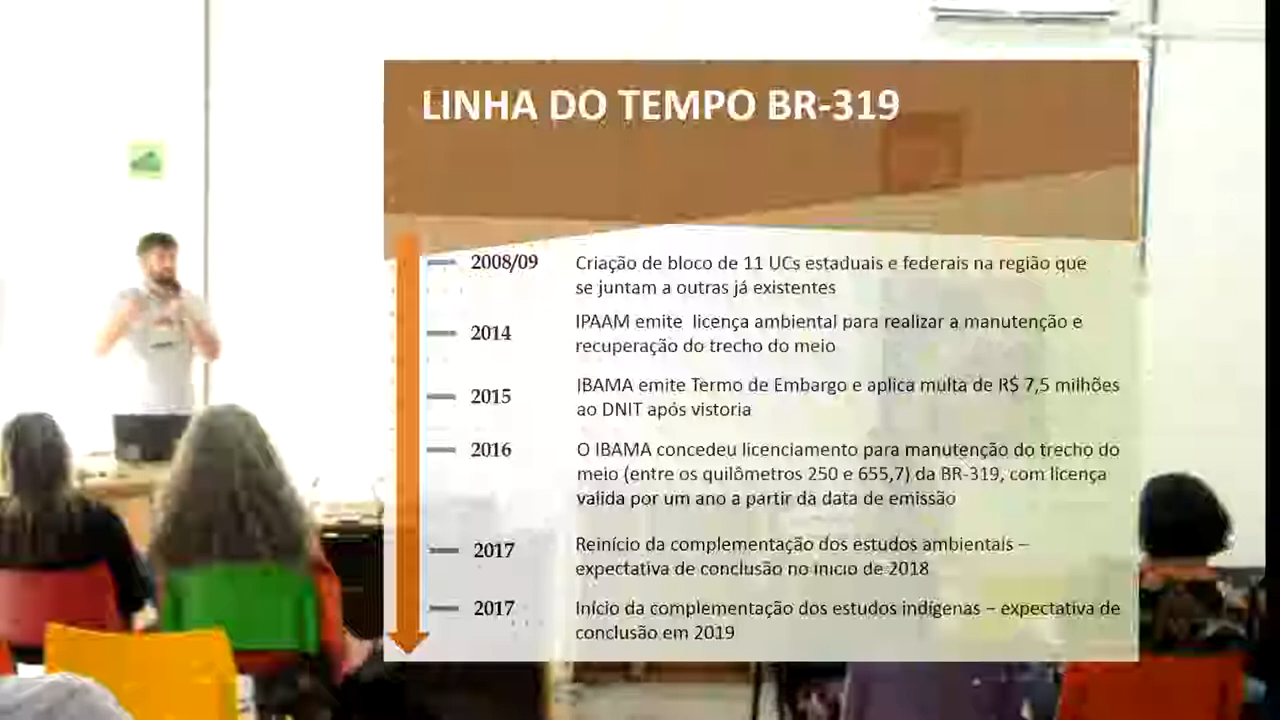 LINHA DO TEMPO BR-319
2008/09 Criação de bloco de 11 UCs estaduais e federais na região que
se juntam a outras já existentes
2014 IPAAM emite licença ambiental para realizar a manutenção e
recuperação do trecho do meio
2015 IBAMA emite Termo de Embargo e aplica multa de R$ 7,5 milhões
ao DNIT após vistoria
2016 O IBAMA concedeu licenciamento para manutenção do trecho do
meio (entre os quilômetros 250 e 655,7) da BR-319, com licença
valida por um ano a partir da data de emissão
2017 Reinício da complementação dos estudos ambientais –
expectativa de conclusão no inicio de 2018
2017 Início da complementação dos estudos indígenas – expectativa de
conclusão em 2019